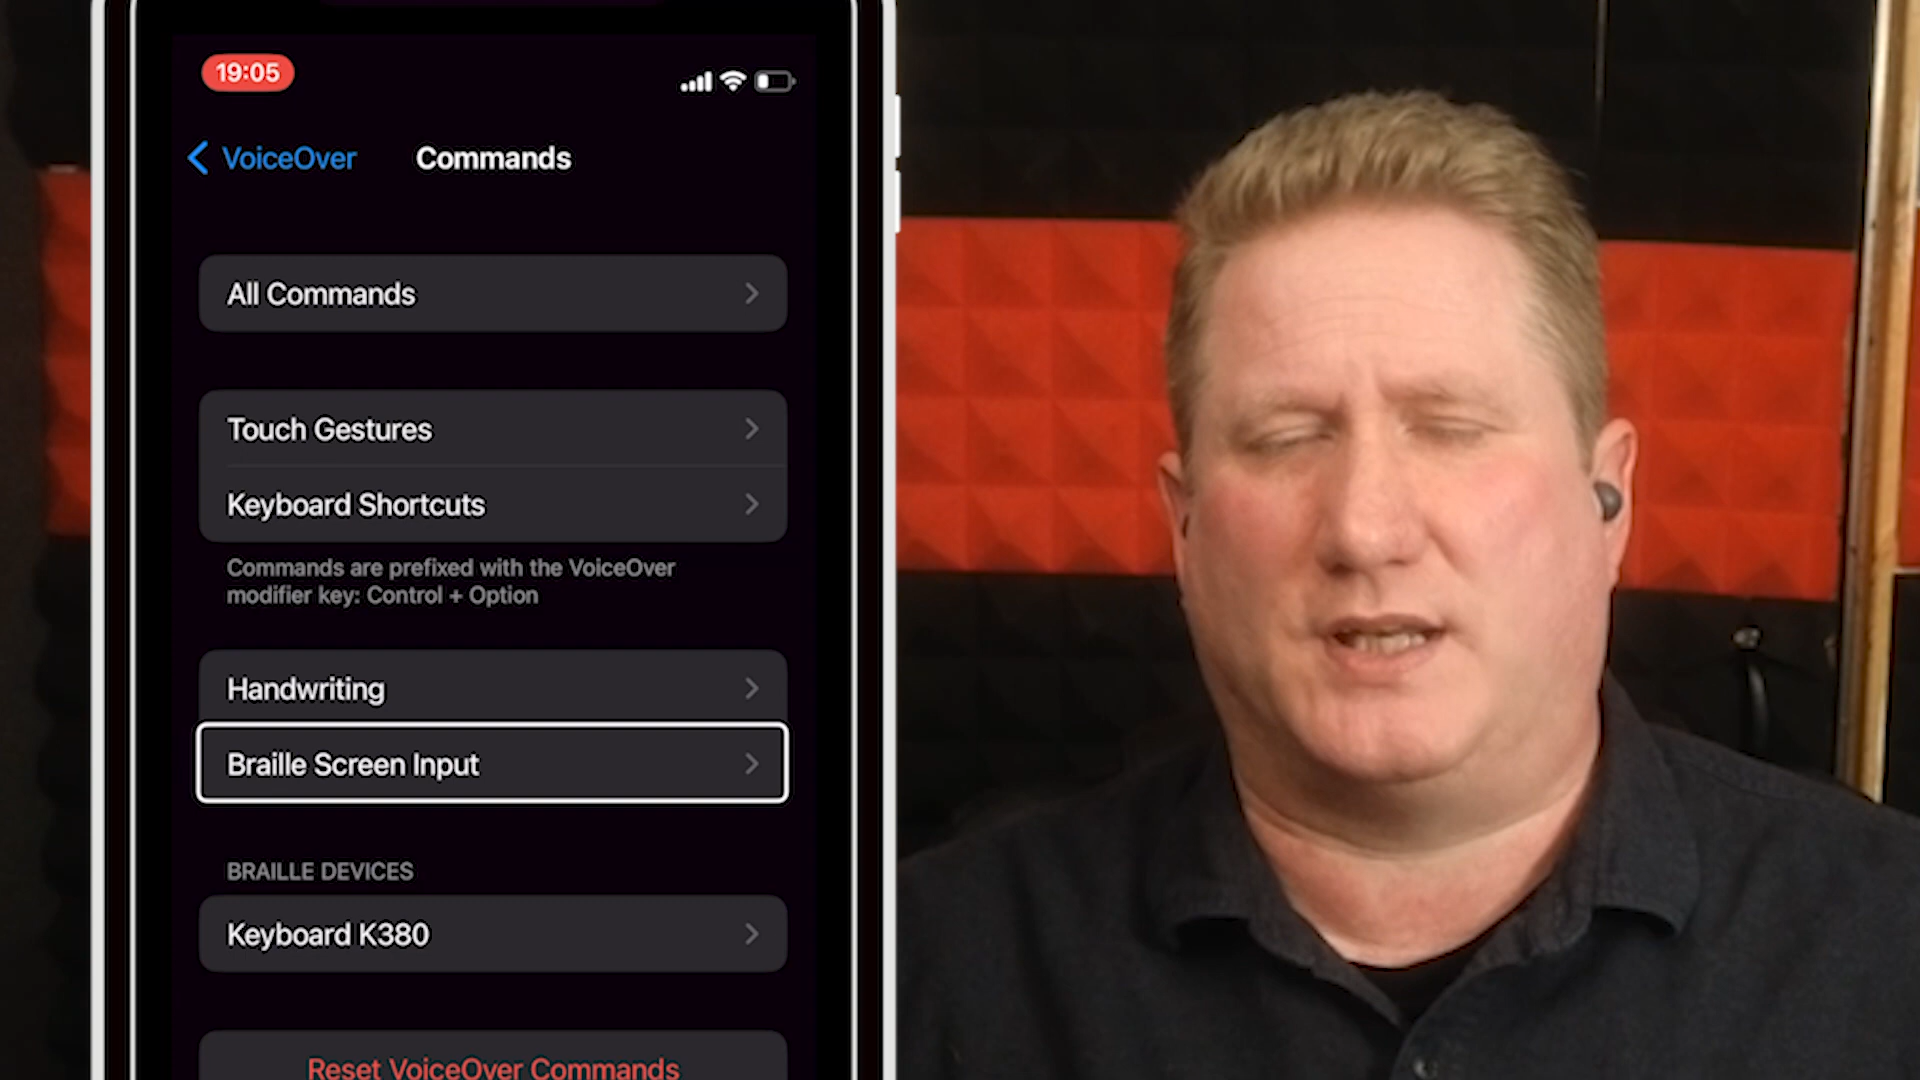 19:05
VoiceOver
Commands
All Commands
Touch Gestures
Keyboard Shortcuts
Commands are prefixed with the VoiceOver
modifier key: Control + Option
Handwriting
Braille Screen Input
BRAILLE DEVICES
Keyboard K380
Reset VoiceOver Commands